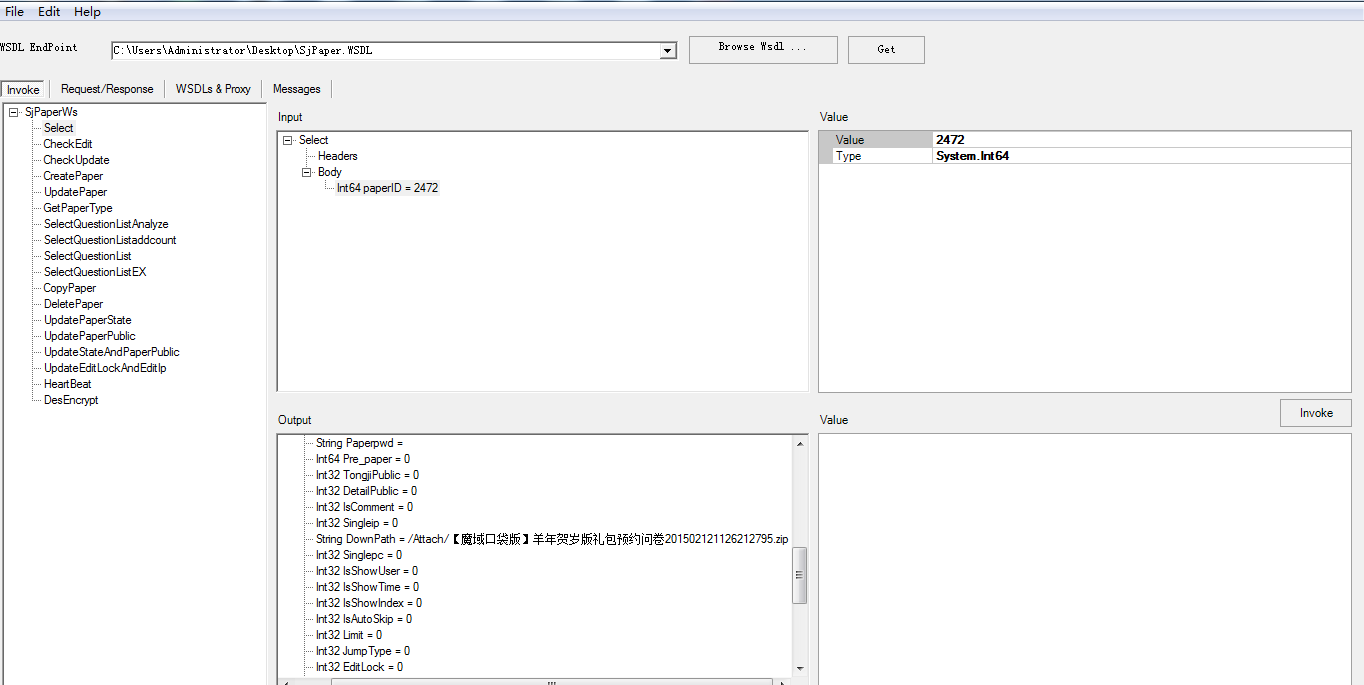 File Edit Help
WSDL EndPoint C:\Users\Administrator\Desktop\SjPaper.WSDL Browse Wsdl ... Get
Invoke Request/Response WSDLs & Proxy Messages
SjPaperWs
Select
CheckEdit
CheckUpdate
CreatePaper
UpdatePaper
GetPaperType
SelectQuestionListAnalyze
SelectQuestionListaddcount
SelectQuestionList
SelectQuestionListEX
CopyPaper
DeletePaper
UpdatePaperState
UpdatePaperPublic
UpdateStateAndPaperPublic
UpdateEditLockAndEditIp
HeartBeat
DesEncrypt
Input
Select
Headers
Body
Int64 paperID = 2472
Value
Value 2472
Type System.Int64
Output
String Paperpwd =
Int64 Pre_paper = 0
Int32 TongjiPublic = 0
Int32 DetailPublic = 0
Int32 IsComment = 0
Int32 Singleip = 0
String DownPath = /Attach/【魔域口袋版】羊年贺岁版礼包预约问卷201502121126212795.zip
Int32 Singlepc = 0
Int32 IsShowUser = 0
Int32 IsShowTime = 0
Int32 IsShowIndex = 0
Int32 IsAutoSkip = 0
Int32 Limit = 0
Int32 JumpType = 0
Int32 EditLock = 0
Value
Invoke